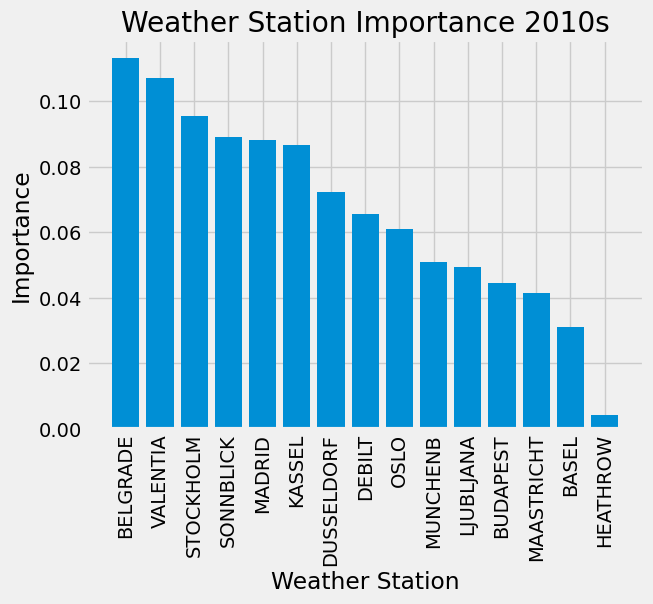 Weather Station Importance 2010s
Importance
0.10
0.08
0.06
0.04
0.02
0.00
BELGRADE
VALENTIA
STOCKHOLM
SONNBLICK
MADRID
KASSEL
DUSSELDORF
DEBILT
OSLO
MUNCHENB
LJUBLJANA
BUDAPEST
MAASTRICHT
BASEL
HEATHROW
Weather Station